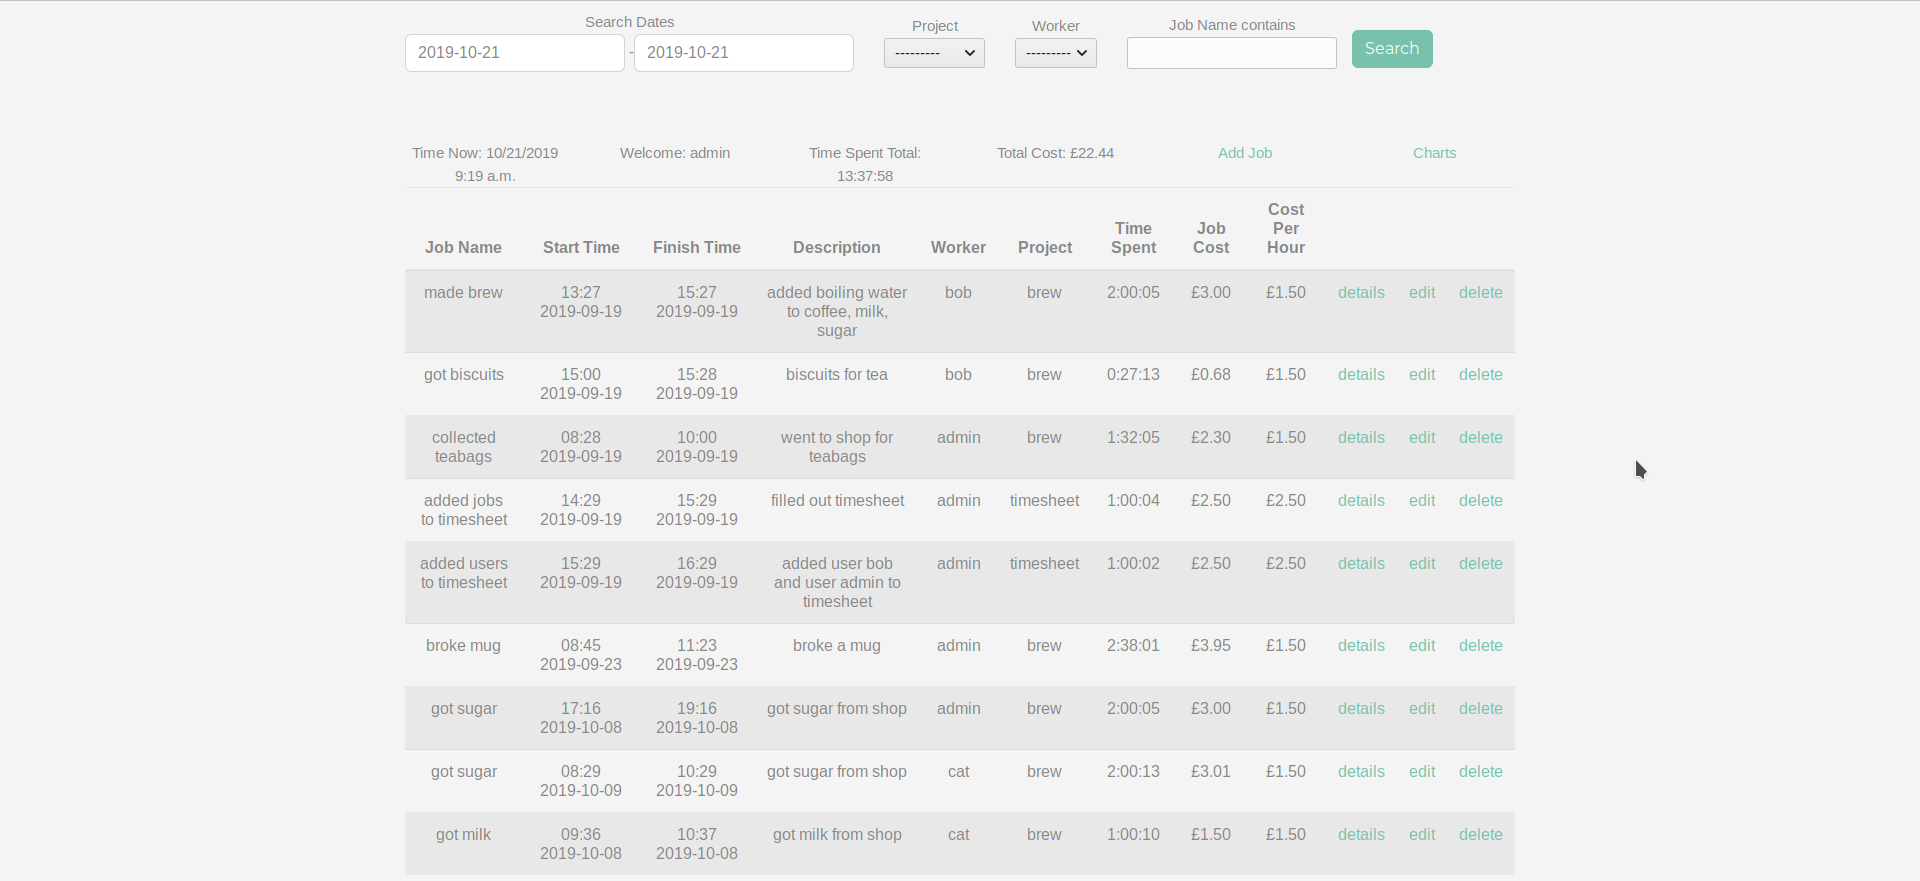 Search Dates
Project
Worker
Job Name contains
2019-10-21 - 2019-10-21
---------
---------
Search
Time Now: 10/21/2019
9:19 a.m.
Welcome: admin
Time Spent Total:
13:37:58
Total Cost: £22.44
Add Job
Charts
Job Name
Start Time
Finish Time
Description
Worker
Project
Time
Spent
Job
Cost
Cost
Per
Hour
made brew
13:27
2019-09-19
15:27
2019-09-19
added boiling water
to coffee, milk,
sugar
bob
brew
2:00:05
£3.00
£1.50
details
edit
delete
got biscuits
15:00
2019-09-19
15:28
2019-09-19
biscuits for tea
bob
brew
0:27:13
£0.68
£1.50
details
edit
delete
collected
teabags
08:28
2019-09-19
10:00
2019-09-19
went to shop for
teabags
admin
brew
1:32:05
£2.30
£1.50
details
edit
delete
added jobs
to timesheet
14:29
2019-09-19
15:29
2019-09-19
filled out timesheet
admin
timesheet
1:00:04
£2.50
£2.50
details
edit
delete
added users
to timesheet
15:29
2019-09-19
16:29
2019-09-19
added user bob
and user admin to
timesheet
admin
timesheet
1:00:02
£2.50
£2.50
details
edit
delete
broke mug
08:45
2019-09-23
11:23
2019-09-23
broke a mug
admin
brew
2:38:01
£3.95
£1.50
details
edit
delete
got sugar
17:16
2019-10-08
19:16
2019-10-08
got sugar from shop
admin
brew
2:00:05
£3.00
£1.50
details
edit
delete
got sugar
08:29
2019-10-09
10:29
2019-10-09
got sugar from shop
cat
brew
2:00:13
£3.01
£1.50
details
edit
delete
got milk
09:36
2019-10-08
10:37
2019-10-08
got milk from shop
cat
brew
1:00:10
£1.50
£1.50
details
edit
delete